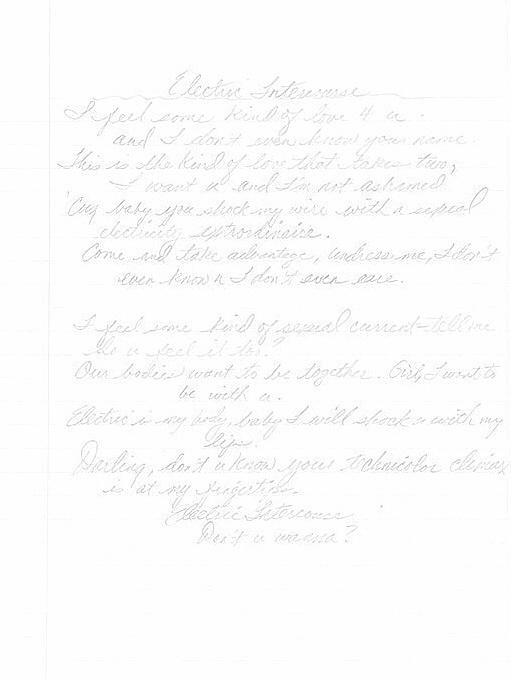 Electric Intercourse
I feel some kind of love 4 u.
and I don't even know your name.
This is the kind of love that takes two,
I want u and I'm not ashamed.
'Cuz baby you shock my wire with a sexual
electricity extrordinaire.
Come and take advantage, undress me, I don't
even know u I don't even care.
I feel some kind of sexual current - tell me
do u feel it too?
Our bodies want to be together. Girl, I want to
be with u.
Electric is my body, baby I will shock u with my
lips.
Darling, don't u know your technicolor climax
is at my fingertips.
Electric Intercourse
Don't u wanna?